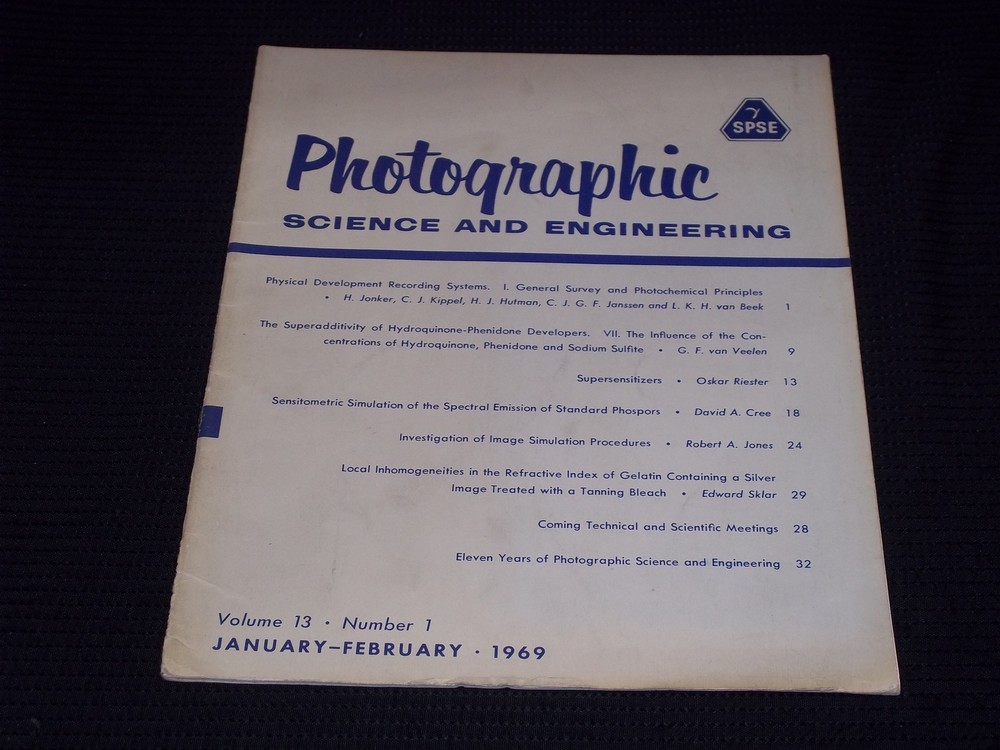 γ
SPSE
Photographic
SCIENCE AND ENGINEERING
Physical Development Recording Systems. I. General Survey and Photochemical Principles
• H. Jonker, C. J. Kippel, H. J. Hutman, C. J. G. F. Janssen and L. K. H. van Beek 1
The Superadditivity of Hydroquinone-Phenidone Developers. VII. The Influence of the Con-
centrations of Hydroquinone, Phenidone and Sodium Sulfite • G. F. van Veelen 9
Supersensitizers • Oskar Riester 13
Sensitometric Simulation of the Spectral Emission of Standard Phospors • David A. Cree 18
Investigation of Image Simulation Procedures • Robert A. Jones 24
Local Inhomogeneities in the Refractive Index of Gelatin Containing a Silver
Image Treated with a Tanning Bleach • Edward Sklar 29
Coming Technical and Scientific Meetings 28
Eleven Years of Photographic Science and Engineering 32
Volume 13 · Number 1
JANUARY–FEBRUARY · 1969